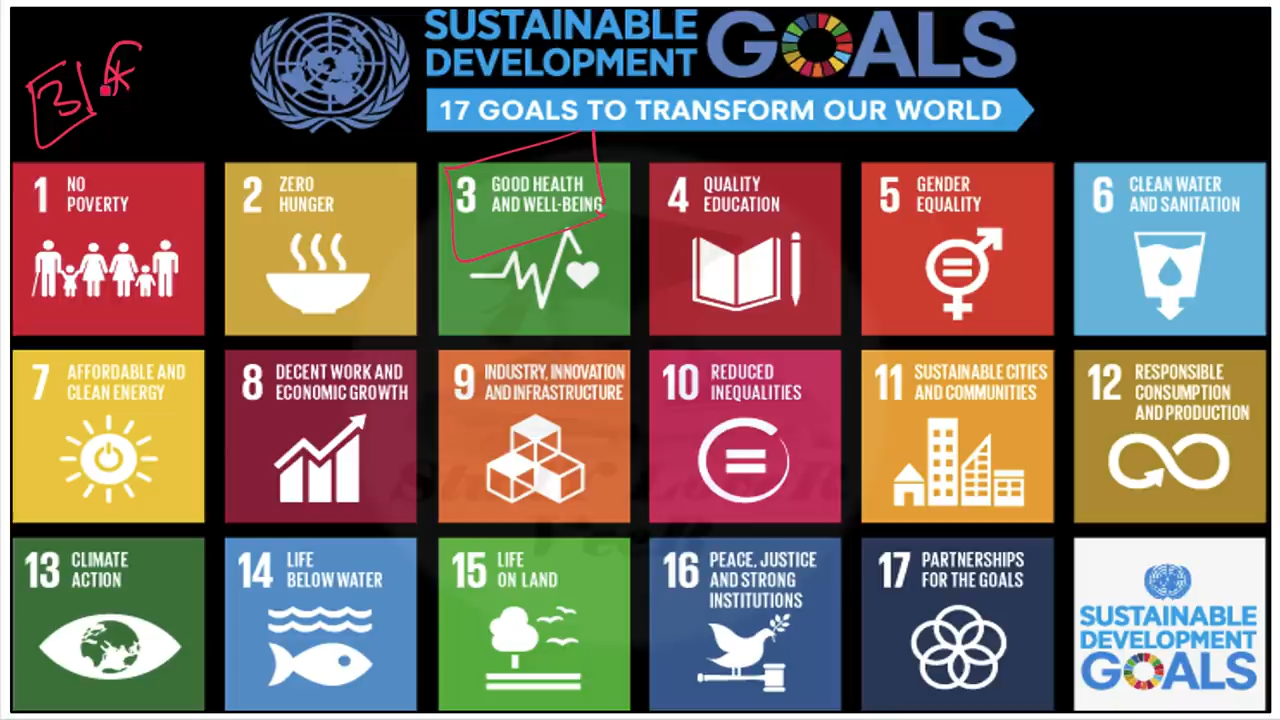 SUSTAINABLE
DEVELOPMENT
GOALS
17 GOALS TO TRANSFORM OUR WORLD
3
1 NO
POVERTY
2 ZERO
HUNGER
3 GOOD HEALTH
AND WELL-BEING
4 QUALITY
EDUCATION
5 GENDER
EQUALITY
6 CLEAN WATER
AND SANITATION
7 AFFORDABLE AND
CLEAN ENERGY
8 DECENT WORK AND
ECONOMIC GROWTH
9 INDUSTRY, INNOVATION
AND INFRASTRUCTURE
10 REDUCED
INEQUALITIES
11 SUSTAINABLE CITIES
AND COMMUNITIES
12 RESPONSIBLE
CONSUMPTION
AND PRODUCTION
13 CLIMATE
ACTION
14 LIFE
BELOW WATER
15 LIFE
ON LAND
16 PEACE, JUSTICE
AND STRONG
INSTITUTIONS
17 PARTNERSHIPS
FOR THE GOALS
SUSTAINABLE
DEVELOPMENT
GOALS